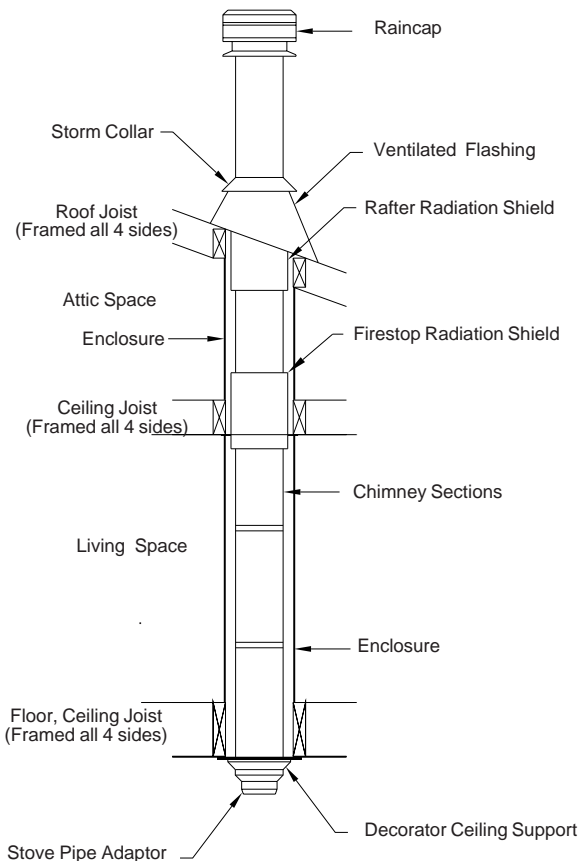 Raincap
Storm Collar
Ventilated Flashing
Roof Joist
(Framed all 4 sides)
Rafter Radiation Shield
Attic Space
Enclosure
Firestop Radiation Shield
Ceiling Joist
(Framed all 4 sides)
Chimney Sections
Living Space
Enclosure
Floor, Ceiling Joist
(Framed all 4 sides)
Decorator Ceiling Support
Stove Pipe Adaptor